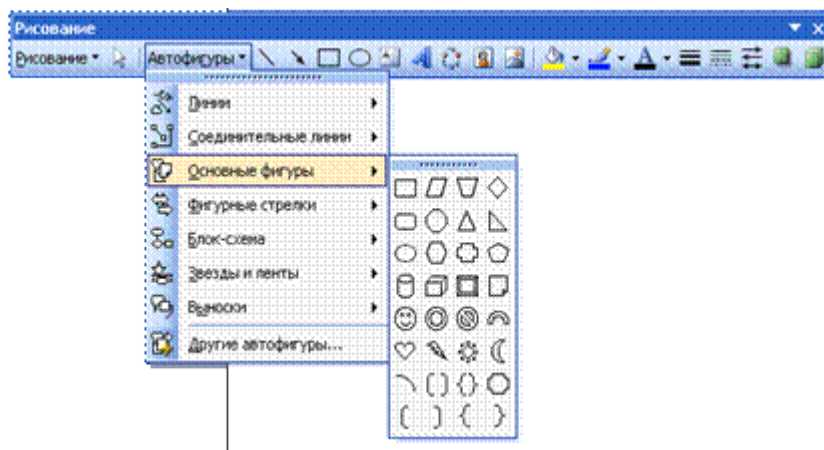 Рисование
Рисование Автофигуры
Линии
Соединительные линии
Основные фигуры
Фигурные стрелки
Блок-схема
Звезды и ленты
Выноски
Другие автофигуры...